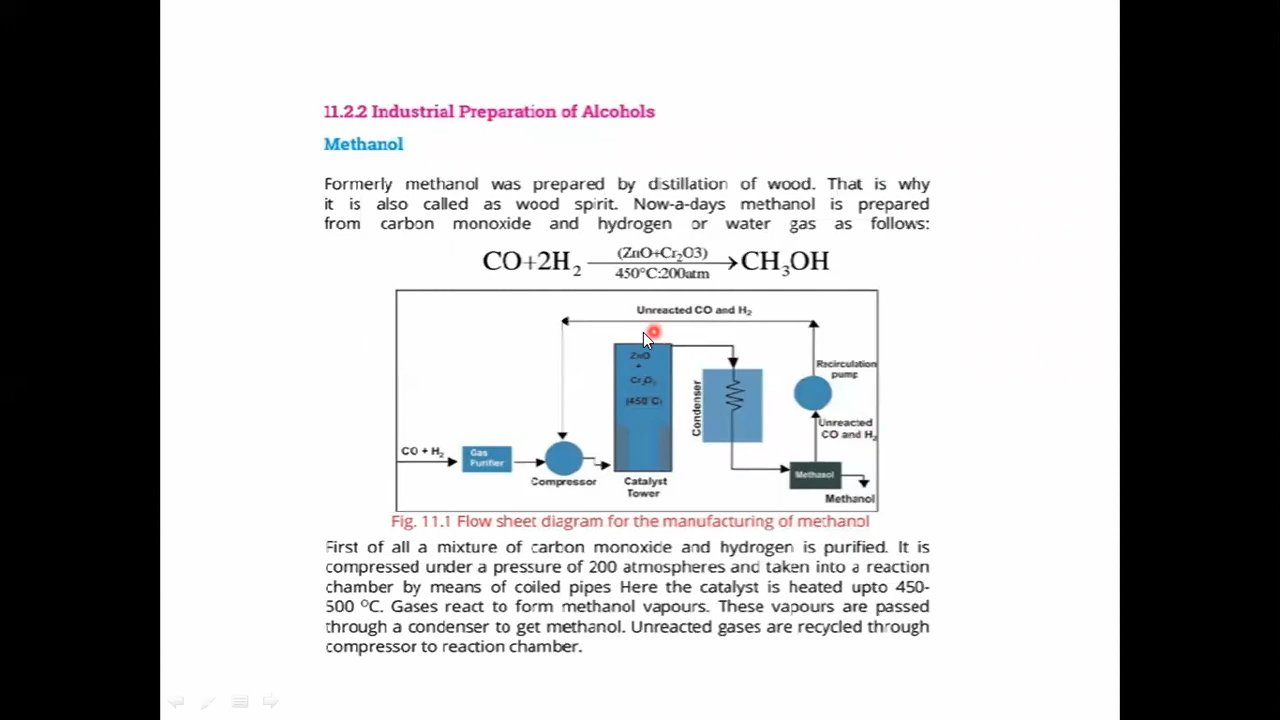 11.2.2 Industrial Preparation of Alcohols
Methanol
Formerly methanol was prepared by distillation of wood. That is why
it is also called as wood spirit. Now-a-days methanol is prepared
from carbon monoxide and hydrogen or water gas as follows:
CO+2H₂ (ZnO+Cr₂O3) 450°C:200atm CH₃OH
Unreacted CO and H₂
ZnO
+
Cr₂O₃
(450°C)
Condenser
Recirculation
pump
Unreacted
CO and H₂
CO + H₂
Gas
Purifier
Compressor
Catalyst
Tower
Methanol
Methanol
Fig. 11.1 Flow sheet diagram for the manufacturing of methanol
First of all a mixture of carbon monoxide and hydrogen is purified. It is
compressed under a pressure of 200 atmospheres and taken into a reaction
chamber by means of coiled pipes Here the catalyst is heated upto 450-
500 °C. Gases react to form methanol vapours. These vapours are passed
through a condenser to get methanol. Unreacted gases are recycled through
compressor to reaction chamber.